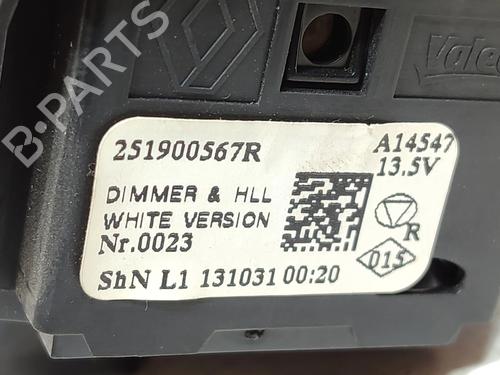 Valeo
251900567R
A14547
13.5V
DIMMER & HLL
WHITE VERSION
Nr.0023
R
015
ShN L1 131031 00:20
B-PARTS